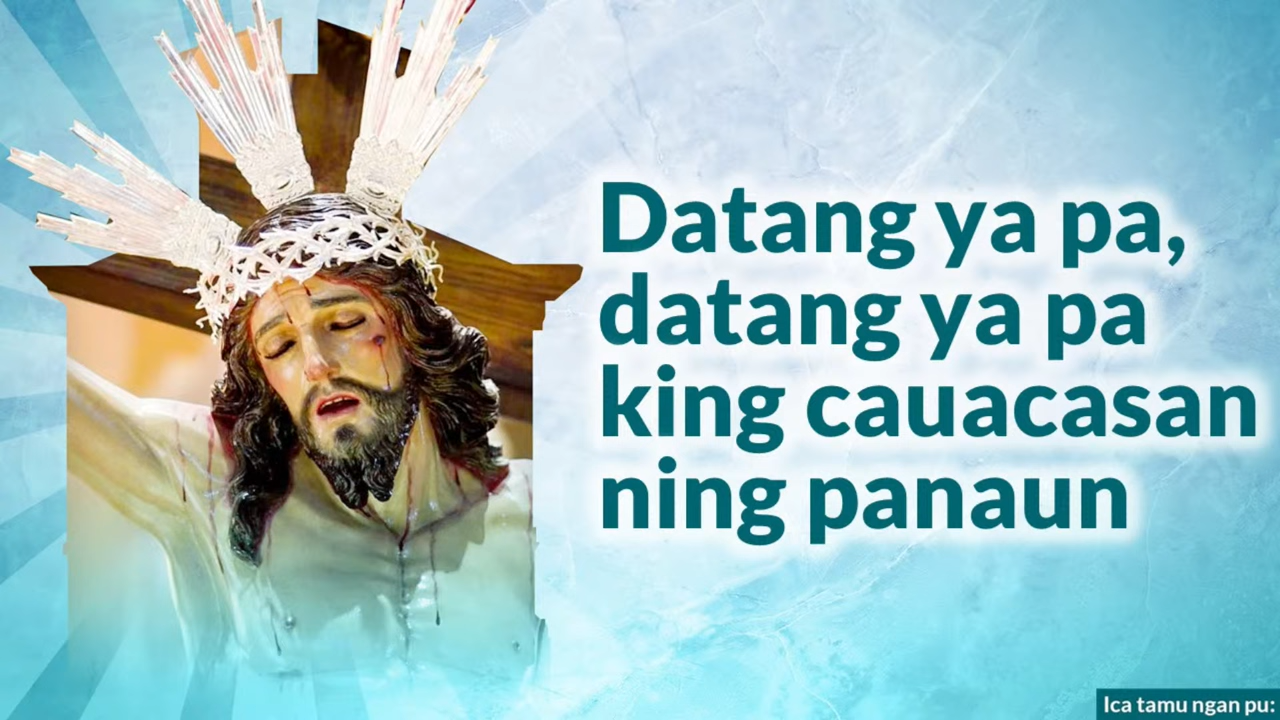 Datang ya pa,
datang ya pa
king cauacasan
ning panaun
Ica tamu ngan pu: